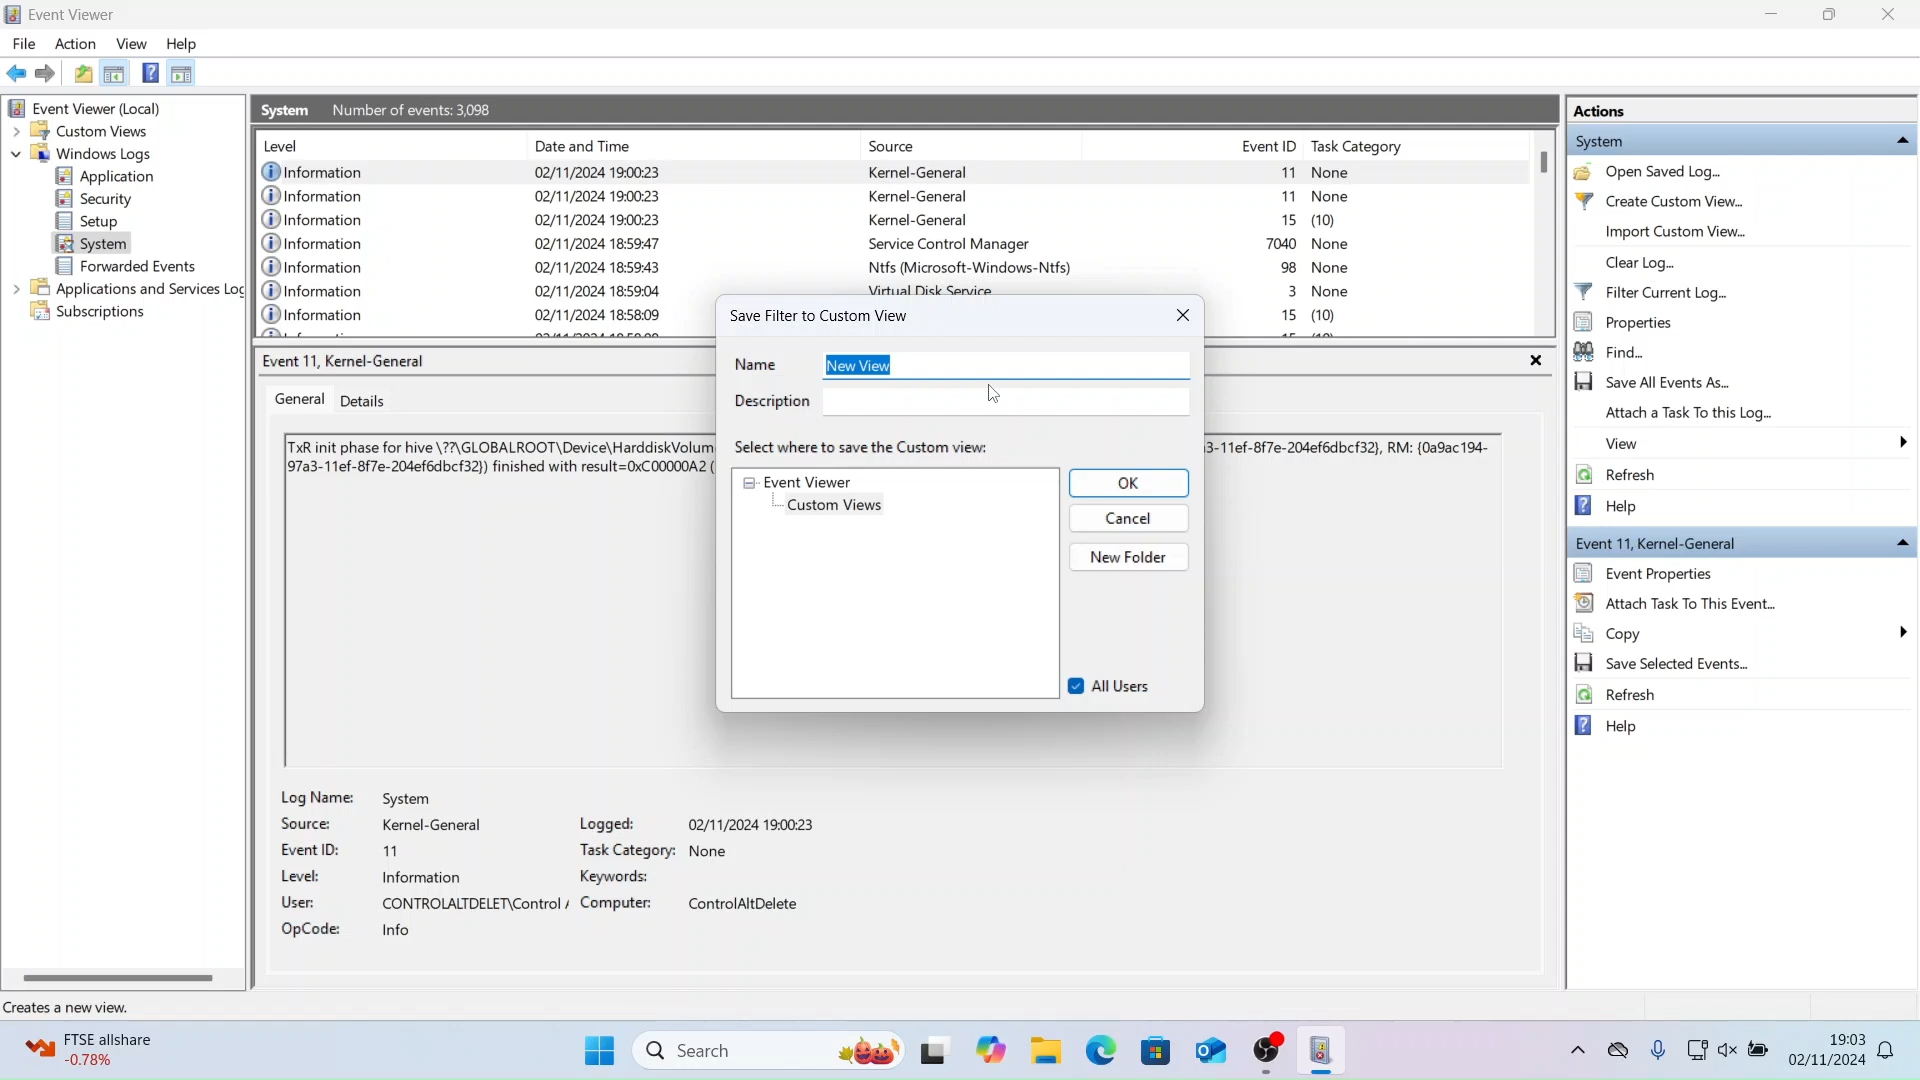 Event Viewer
File Action View Help
Event Viewer (Local)
Custom Views
Windows Logs
Application
Security
Setup
System
Forwarded Events
Applications and Services Log
Subscriptions
System Number of events: 3,098
Level Date and Time Source Event ID Task Category
Information 02/11/2024 19:00:23 Kernel-General 11 None
Information 02/11/2024 19:00:23 Kernel-General 11 None
Information 02/11/2024 19:00:23 Kernel-General 15 (10)
Information 02/11/2024 18:59:47 Service Control Manager 7040 None
Information 02/11/2024 18:59:43 Ntfs (Microsoft-Windows-Ntfs) 98 None
Information 02/11/2024 18:59:04 Virtual Disk Service 3 None
Information 02/11/2024 18:58:09 15 (10)
Event 11, Kernel-General
General Details
TxR init phase for hive \??\GLOBALROOT\Device\HarddiskVolum 3-11ef-8f7e-204ef6dbcf32}, RM: {0a9ac194-
97a3-11ef-8f7e-204ef6dbcf32}) finished with result=0xC00000A2 (
Log Name: System
Source: Kernel-General Logged: 02/11/2024 19:00:23
Event ID: 11 Task Category: None
Level: Information Keywords:
User: CONTROLALTDELET\Control Computer: ControlAltDelete
OpCode: Info
Save Filter to Custom View
Name New View
Description
Select where to save the Custom view:
Event Viewer
Custom Views
OK
Cancel
New Folder
All Users
Actions
System
Open Saved Log...
Create Custom View...
Import Custom View...
Clear Log...
Filter Current Log...
Properties
Find...
Save All Events As...
Attach a Task To this Log...
View
Refresh
Help
Event 11, Kernel-General
Event Properties
Attach Task To This Event...
Copy
Save Selected Events...
Refresh
Help
Creates a new view.
FTSE allshare
-0.78%
Search
19:03
02/11/2024